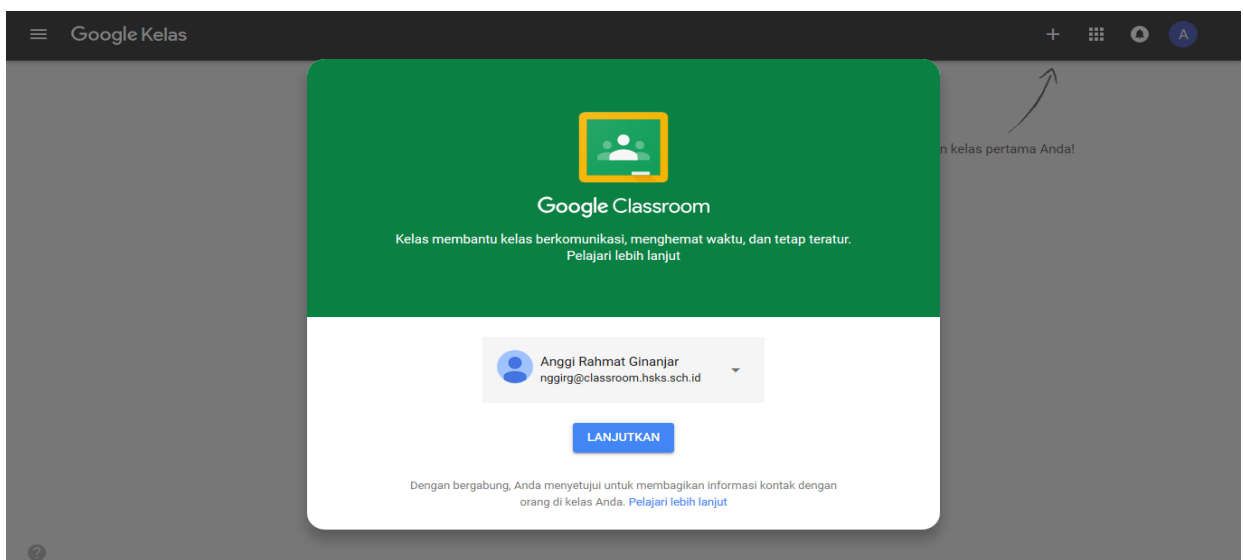 Google Kelas
A
n kelas pertama Anda!
Google Classroom
Kelas membantu kelas berkomunikasi, menghemat waktu, dan tetap teratur.
Pelajari lebih lanjut
Anggi Rahmat Ginanjar
nggirg@classroom.hsks.sch.id
LANJUTKAN
Dengan bergabung, Anda menyetujui untuk membagikan informasi kontak dengan
orang di kelas Anda. Pelajari lebih lanjut